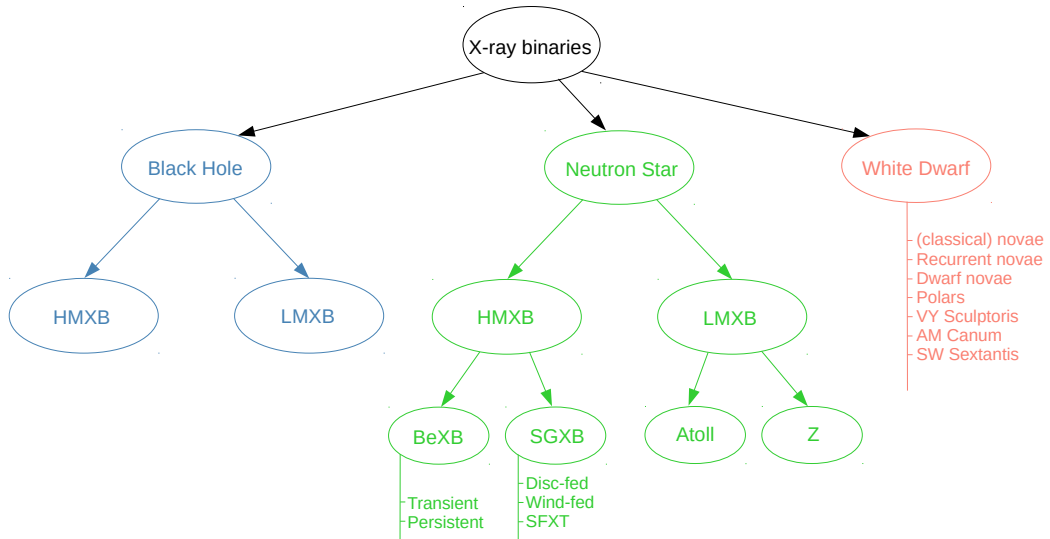 X-ray binaries
Black Hole
Neutron Star
White Dwarf
(classical) novae
Recurrent novae
Dwarf novae
Polars
VY Sculptoris
AM Canum
SW Sextantis
HMXB
LMXB
HMXB
LMXB
BeXB
SGXB
Atoll
Z
Transient
Persistent
Disc-fed
Wind-fed
SFXT